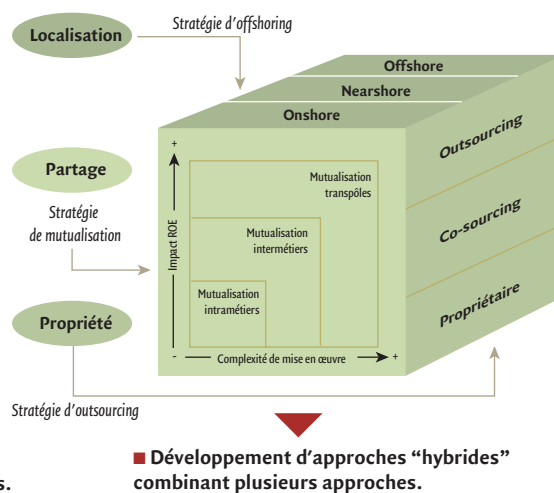 Localisation
Stratégie d'offshoring
Offshore
Nearshore
Onshore
Outsourcing
Co-sourcing
Propriétaire
Partage
Stratégie
de mutualisation
Propriété
Stratégie d'outsourcing
+
Impact ROE
-
Complexité de mise en œuvre
+
Mutualisation
transpôles
Mutualisation
intermétiers
Mutualisation
intramétiers
s.
■ Développement d'approches “hybrides”
combinant plusieurs approches.